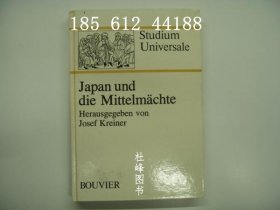 185 612 44188
Studium
Universale
Japan und
die Mittelmächte
Herausgegeben von
Josef Kreiner
杜峰图书
BOUVIER